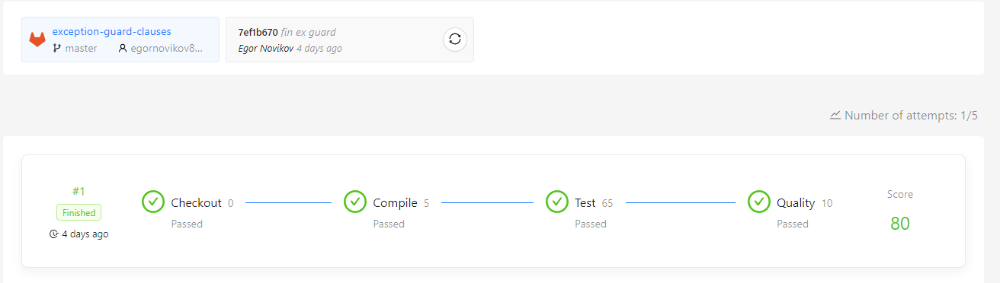 exception-guard-clauses
master egornovikov8...
7ef1b670 fin ex guard
Egor Novikov 4 days ago
Number of attempts: 1/5
#1
Finished
4 days ago
Checkout 0
Passed
Compile 5
Passed
Test 65
Passed
Quality 10
Passed
Score
80